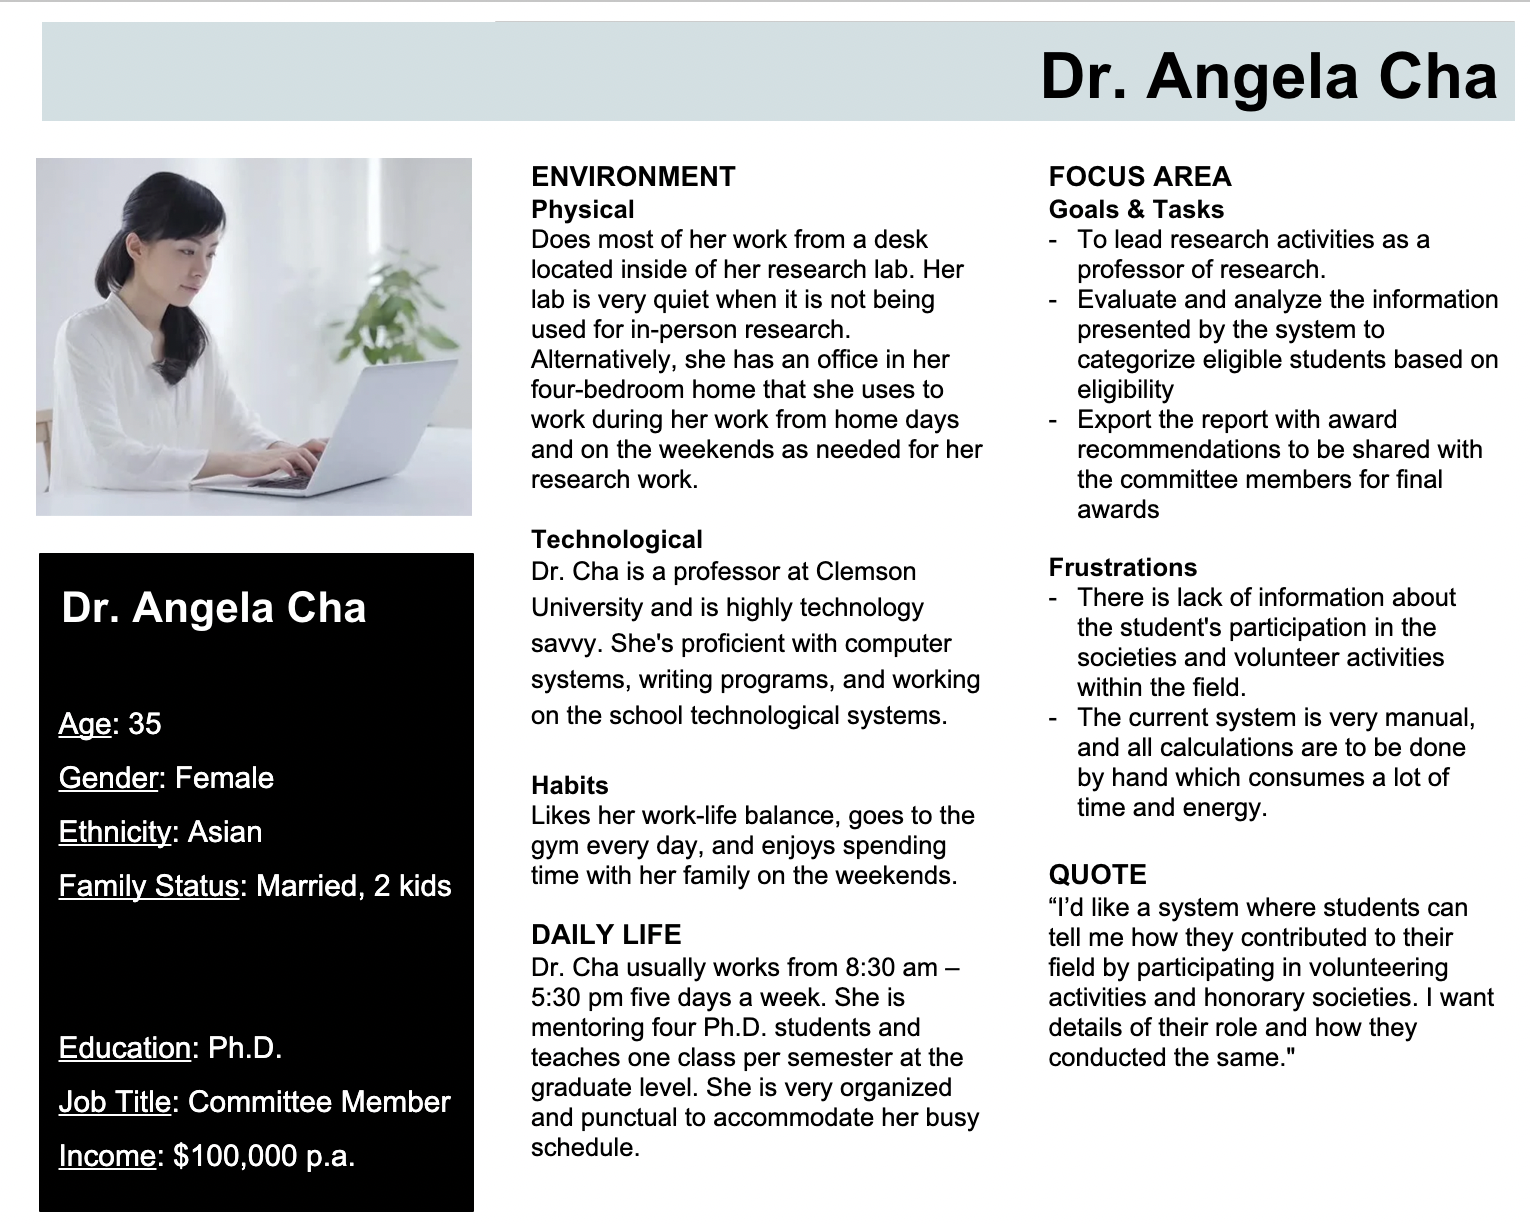 Dr. Angela Cha
Dr. Angela Cha
Age: 35
Gender: Female
Ethnicity: Asian
Family Status: Married, 2 kids
Education: Ph.D.
Job Title: Committee Member
Income: $100,000 p.a.
ENVIRONMENT
Physical
Does most of her work from a desk
located inside of her research lab. Her
lab is very quiet when it is not being
used for in-person research.
Alternatively, she has an office in her
four-bedroom home that she uses to
work during her work from home days
and on the weekends as needed for her
research work.
Technological
Dr. Cha is a professor at Clemson
University and is highly technology
savvy. She's proficient with computer
systems, writing programs, and working
on the school technological systems.
Habits
Likes her work-life balance, goes to the
gym every day, and enjoys spending
time with her family on the weekends.
DAILY LIFE
Dr. Cha usually works from 8:30 am –
5:30 pm five days a week. She is
mentoring four Ph.D. students and
teaches one class per semester at the
graduate level. She is very organized
and punctual to accommodate her busy
schedule.
FOCUS AREA
Goals & Tasks
- To lead research activities as a
professor of research.
- Evaluate and analyze the information
presented by the system to
categorize eligible students based on
eligibility
- Export the report with award
recommendations to be shared with
the committee members for final
awards
Frustrations
- There is lack of information about
the student's participation in the
societies and volunteer activities
within the field.
- The current system is very manual,
and all calculations are to be done
by hand which consumes a lot of
time and energy.
QUOTE
“I’d like a system where students can
tell me how they contributed to their
field by participating in volunteering
activities and honorary societies. I want
details of their role and how they
conducted the same."